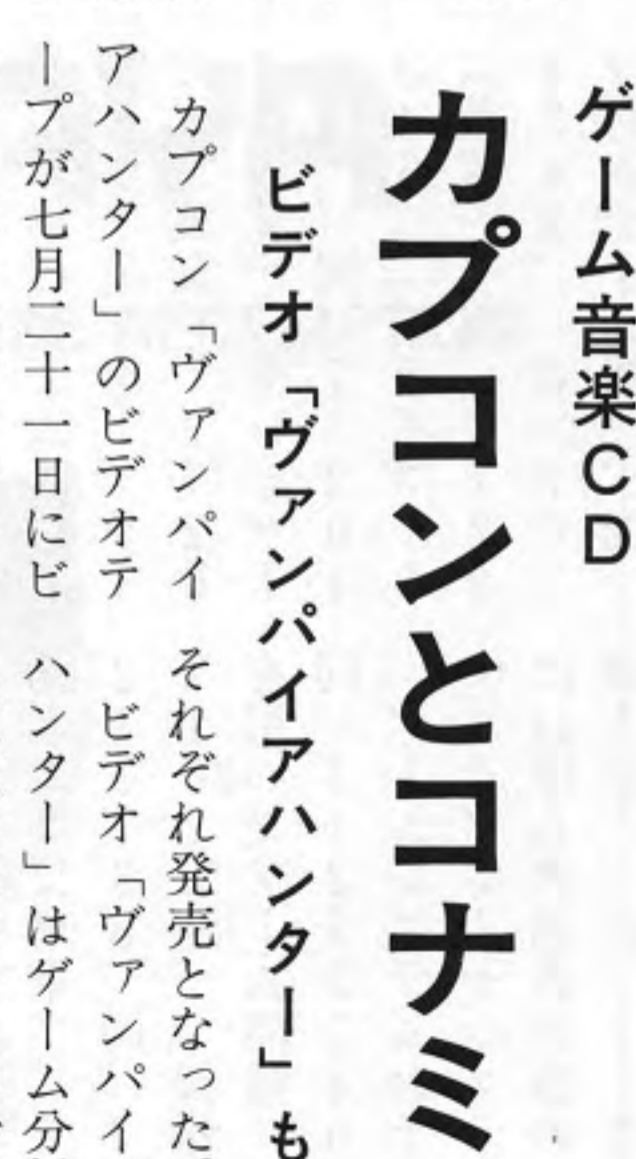 ゲーム音楽CD
カプコンとコナミ
ビデオ「ヴァンパイアハンター」も
カプコン「ヴァンパイ
アハンター」のビデオテ
ープが七月二十一日にビ
それぞれ発売となった
ビデオ「ヴァンパイ
ハンター」はゲーム分